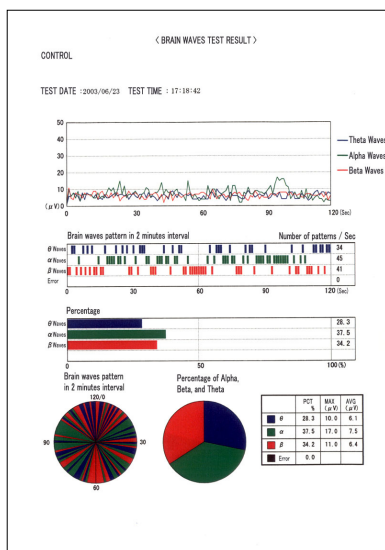 < BRAIN WAVES TEST RESULT >
CONTROL
TEST DATE : 2003/06/23 TEST TIME : 17:18:42
50
40
30
20
10
(μV) 0
0 30 60 90 120 (Sec)
Theta Waves
Alpha Waves
Beta Waves
Brain waves pattern in 2 minutes interval Number of patterns / Sec
θ Waves 34
α Waves 45
β Waves 41
Error 0
0 30 60 90 120 (Sec)
Percentage
θ Waves 28.3
α Waves 37.5
β Waves 34.2
0 50 100 (%)
Brain waves pattern
in 2 minutes interval
120/0
90 30
60
Percentage of Alpha,
Beta, and Theta
PCT MAX AVG
% (μV) (μV)
θ 28.3 10.0 6.1
α 37.5 17.0 7.5
β 34.2 11.0 6.4
Error 0.0